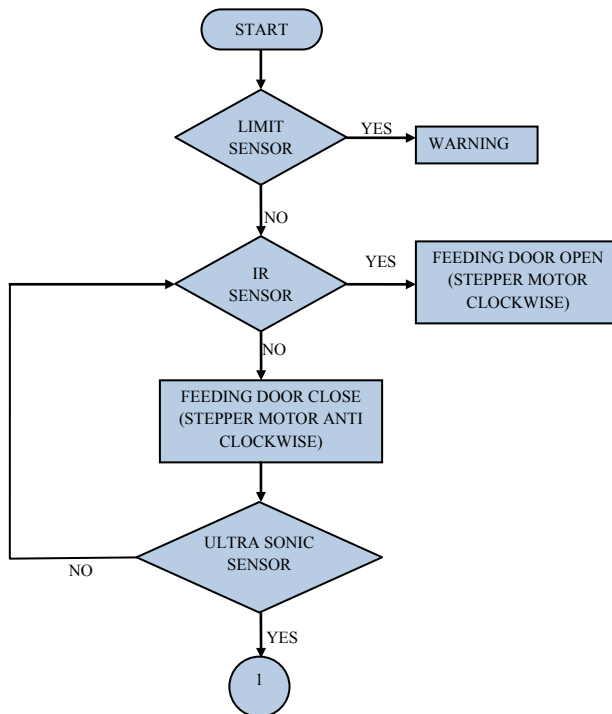 START
LIMIT
SENSOR
YES
WARNING
NO
IR
SENSOR
YES
FEEDING DOOR OPEN
(STEPPER MOTOR
CLOCKWISE)
NO
FEEDING DOOR CLOSE
(STEPPER MOTOR ANTI
CLOCKWISE)
ULTRA SONIC
SENSOR
NO
YES
1